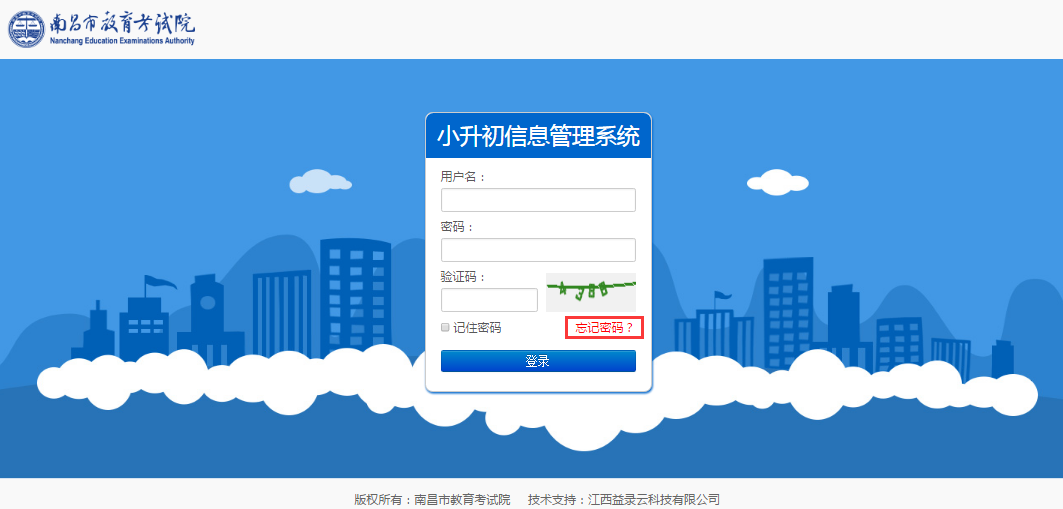 南昌市教育考试院
Nanchang Education Examinations Authority
小升初信息管理系统
用户名：
密码：
验证码：
记住密码
忘记密码？
登录
版权所有：南昌市教育考试院 技术支持：江西益录云科技有限公司